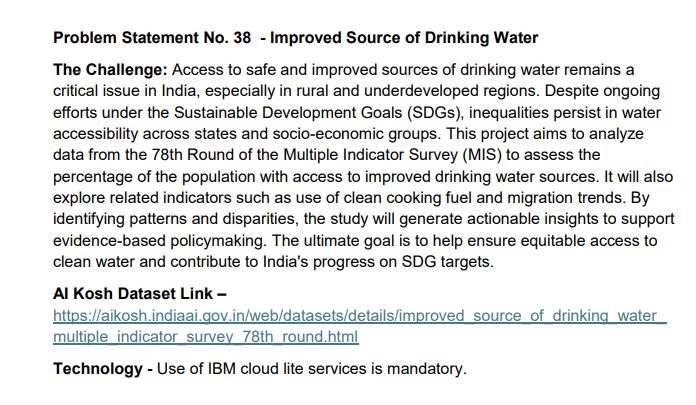 Problem Statement No. 38  - Improved Source of Drinking Water
The Challenge: Access to safe and improved sources of drinking water remains a
critical issue in India, especially in rural and underdeveloped regions. Despite ongoing
efforts under the Sustainable Development Goals (SDGs), inequalities persist in water
accessibility across states and socio-economic groups. This project aims to analyze
data from the 78th Round of the Multiple Indicator Survey (MIS) to assess the
percentage of the population with access to improved drinking water sources. It will also
explore related indicators such as use of clean cooking fuel and migration trends. By
identifying patterns and disparities, the study will generate actionable insights to support
evidence-based policymaking. The ultimate goal is to help ensure equitable access to
clean water and contribute to India's progress on SDG targets.
AI Kosh Dataset Link –
https://aikosh.indiaai.gov.in/web/datasets/details/improved_source_of_drinking_water_
multiple_indicator_survey_78th_round.html
Technology - Use of IBM cloud lite services is mandatory.